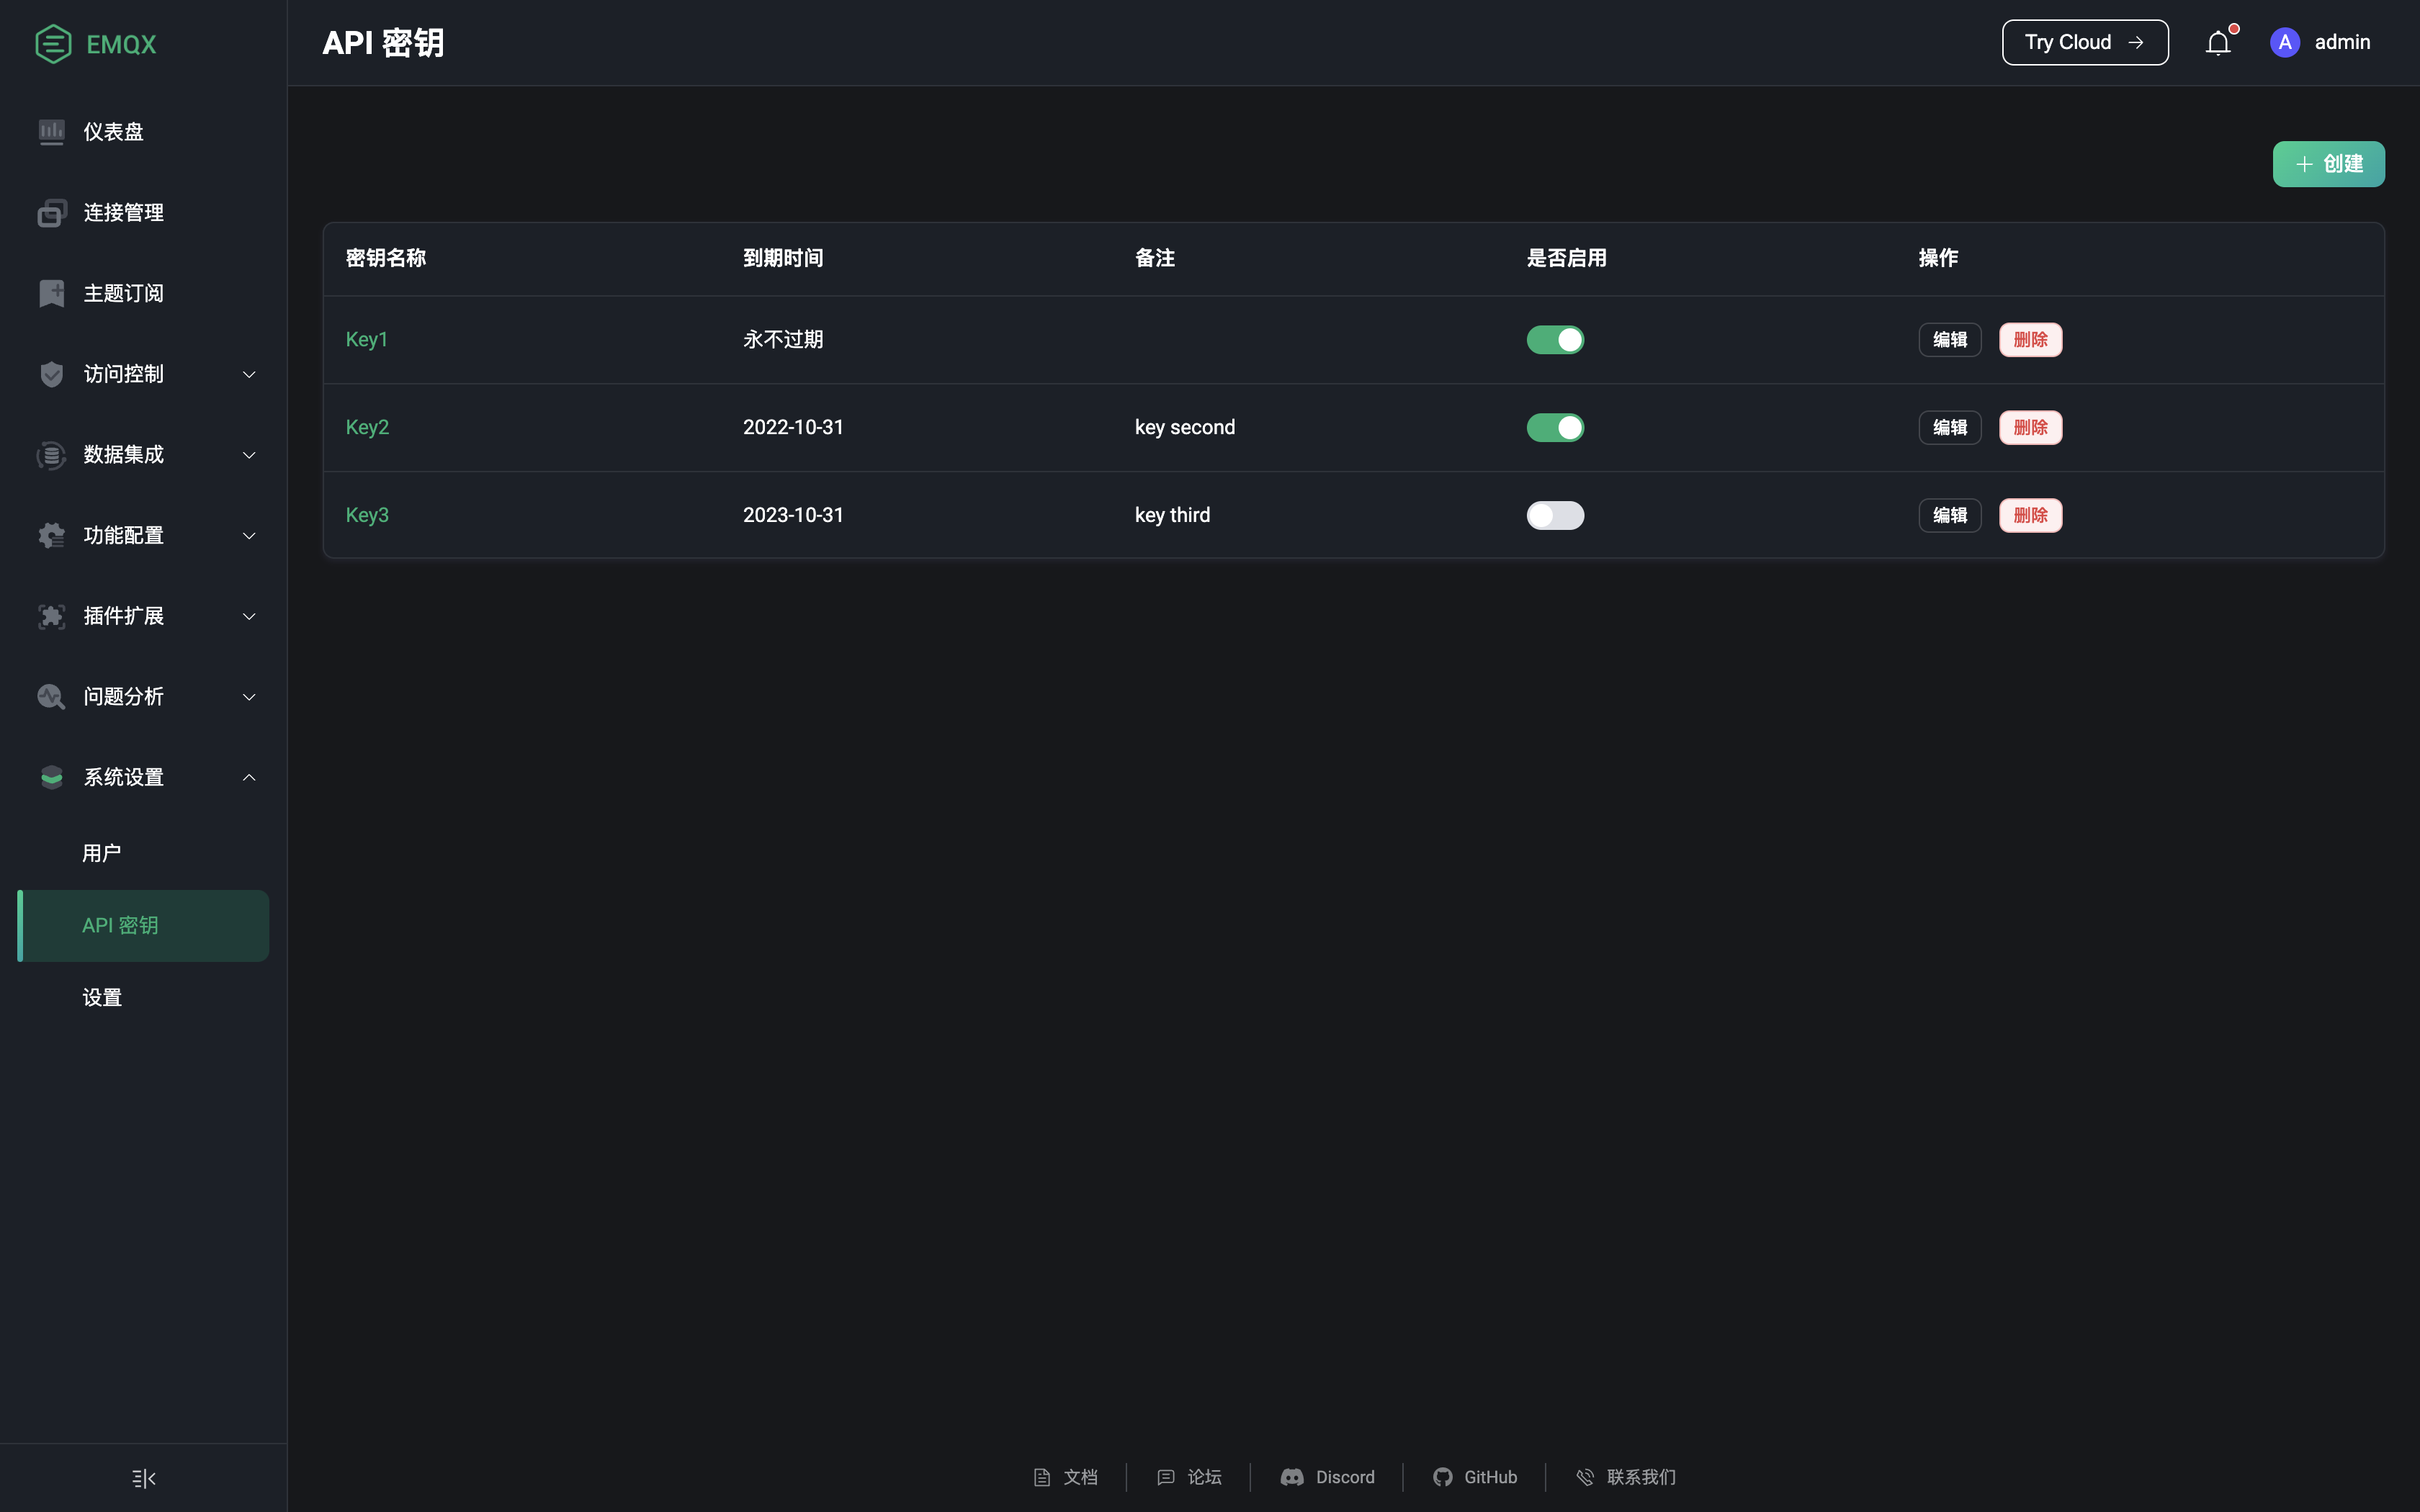 EMQX
API 密钥
Try Cloud
A admin
仪表盘
连接管理
主题订阅
访问控制
数据集成
功能配置
插件扩展
问题分析
系统设置
用户
API 密钥
设置
创建
密钥名称 到期时间 备注 是否启用 操作
Key1 永不过期 编辑 删除
Key2 2022-10-31 key second 编辑 删除
Key3 2023-10-31 key third 编辑 删除
文档 论坛 Discord GitHub 联系我们